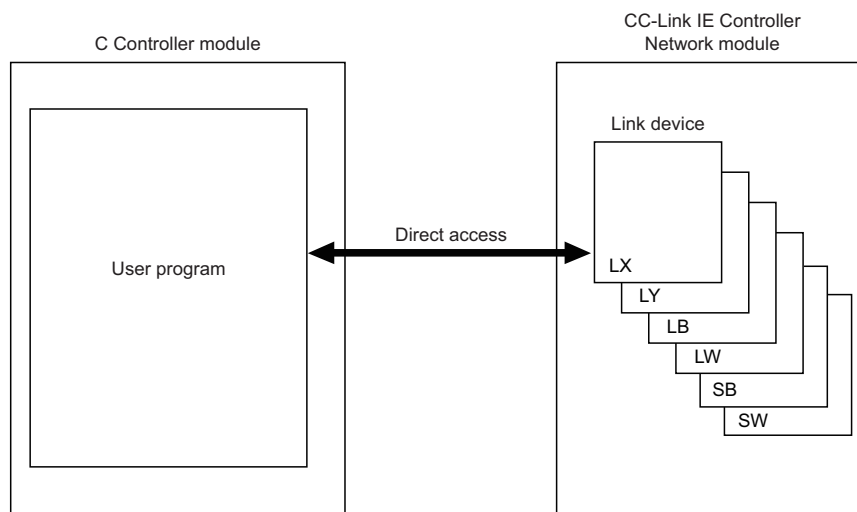 C Controller module
CC-Link IE Controller
Network module
Link device
Direct access
User program
LX
LY
LB
LW
SB
SW